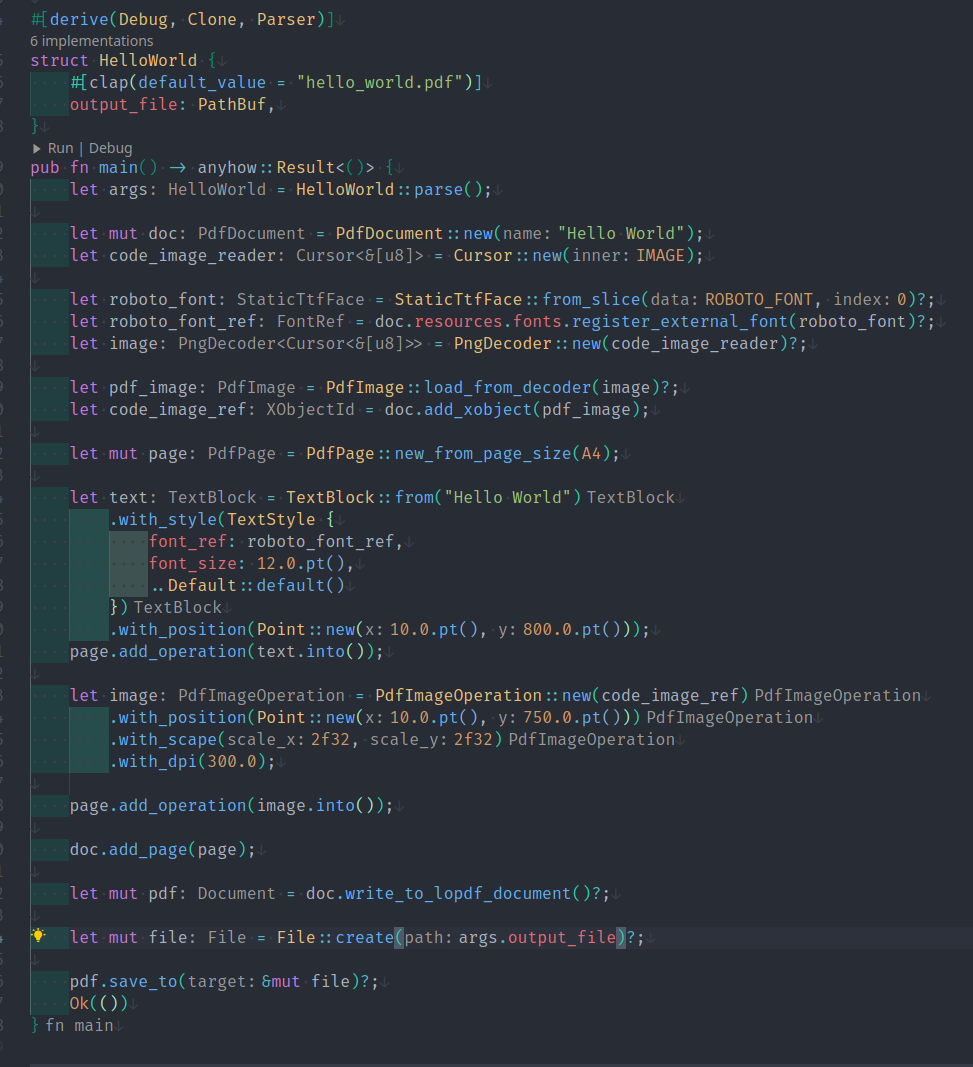 #[derive(Debug, Clone, Parser)]
6 implementations
struct HelloWorld {
#[clap(default_value = "hello_world.pdf")]
output_file: PathBuf,
}
▶ Run | Debug
pub fn main() -> anyhow::Result<()> {
let args: HelloWorld = HelloWorld::parse();
let mut doc: PdfDocument = PdfDocument::new(name: "Hello World");
let code_image_reader: Cursor<&[u8]> = Cursor::new(inner: IMAGE);
let roboto_font: StaticTtfFace = StaticTtfFace::from_slice(data: ROBOTO_FONT, index: 0)?;
let roboto_font_ref: FontRef = doc.resources.fonts.register_external_font(roboto_font)?;
let image: PngDecoder<Cursor<&[u8]>> = PngDecoder::new(code_image_reader)?;
let pdf_image: PdfImage = PdfImage::load_from_decoder(image)?;
let code_image_ref: XObjectId = doc.add_xobject(pdf_image);
let mut page: PdfPage = PdfPage::new_from_page_size(A4);
let text: TextBlock = TextBlock::from("Hello World") TextBlock
.with_style(TextStyle {
font_ref: roboto_font_ref,
font_size: 12.0.pt(),
..Default::default()
}) TextBlock
.with_position(Point::new(x: 10.0.pt(), y: 800.0.pt()));
page.add_operation(text.into());
let image: PdfImageOperation = PdfImageOperation::new(code_image_ref) PdfImageOperation
.with_position(Point::new(x: 10.0.pt(), y: 750.0.pt())) PdfImageOperation
.with_scape(scale_x: 2f32, scale_y: 2f32) PdfImageOperation
.with_dpi(300.0);
page.add_operation(image.into());
doc.add_page(page);
let mut pdf: Document = doc.write_to_lopdf_document()?;
let mut file: File = File::create(path: args.output_file)?;
pdf.save_to(target: &mut file)?;
Ok(())
} fn main